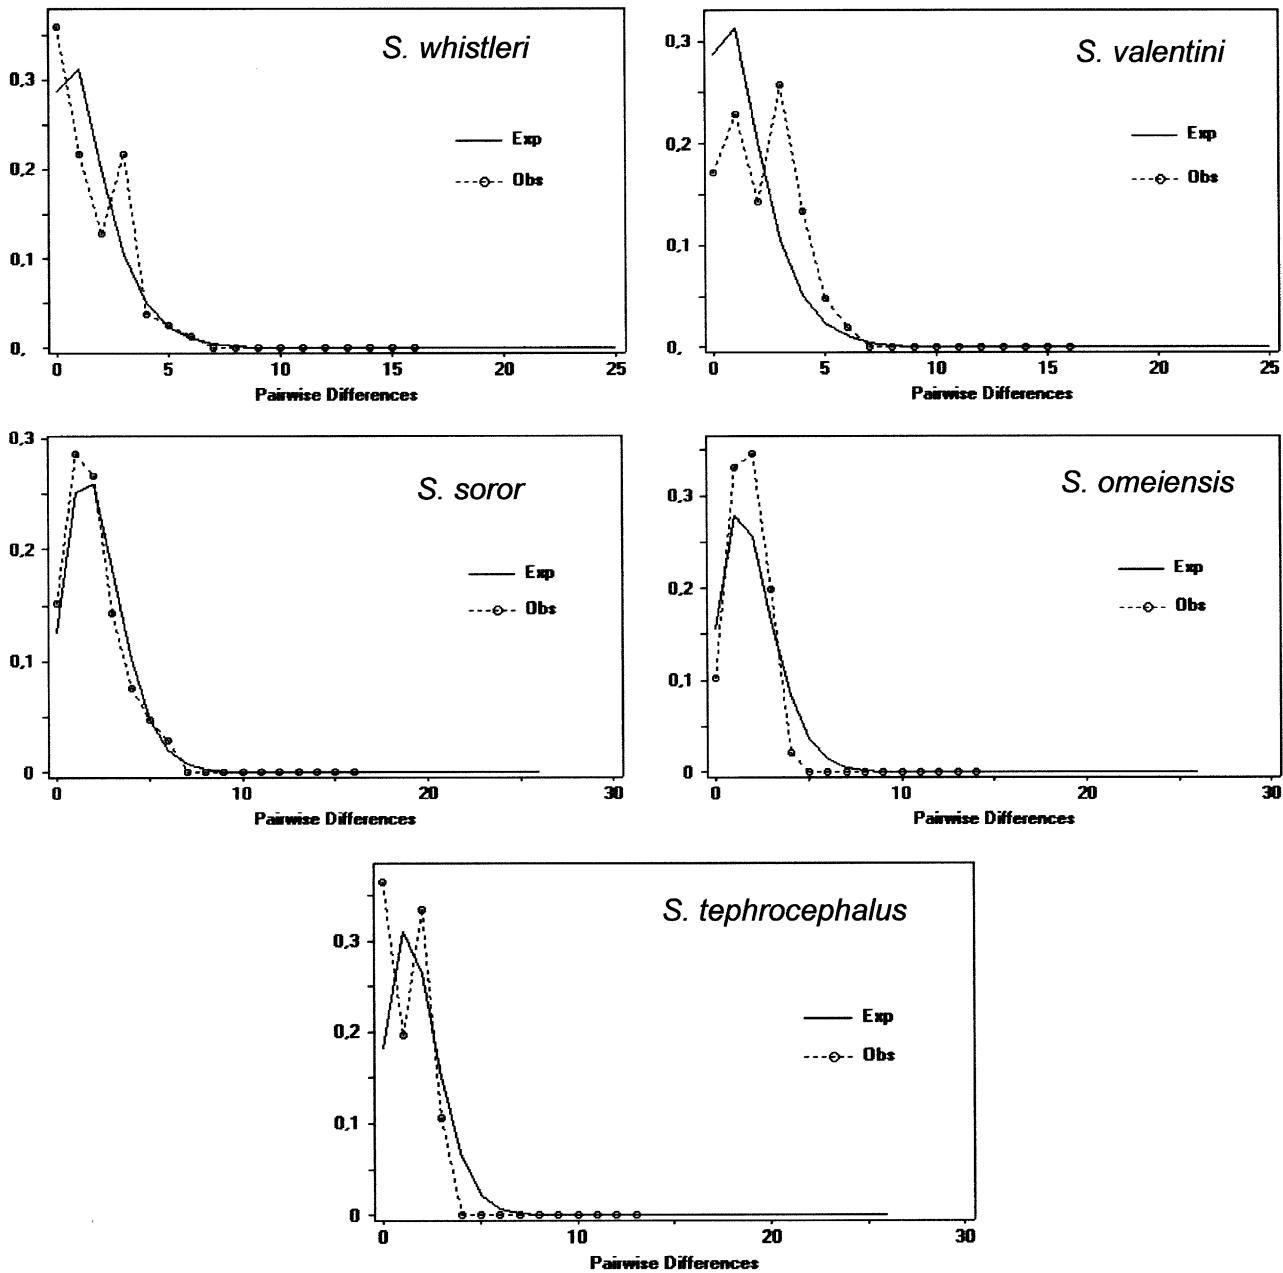 S. whistleri
0,3
0,2
0,1
0,
Exp
Obs
0 5 10 15 20 25
Pairwise Differences
S. valentini
0,3
0,2
0,1
0,
Exp
Obs
0 5 10 15 20 25
Pairwise Differences
S. soror
0,3
0,2
0,1
0
Exp
Obs
0 10 20 30
Pairwise Differences
S. omeiensis
0,3
0,2
0,1
0
Exp
Obs
0 10 20 30
Pairwise Differences
S. tephrocephalus
0,3
0,2
0,1
0
Exp
Obs
0 10 20 30
Pairwise Differences